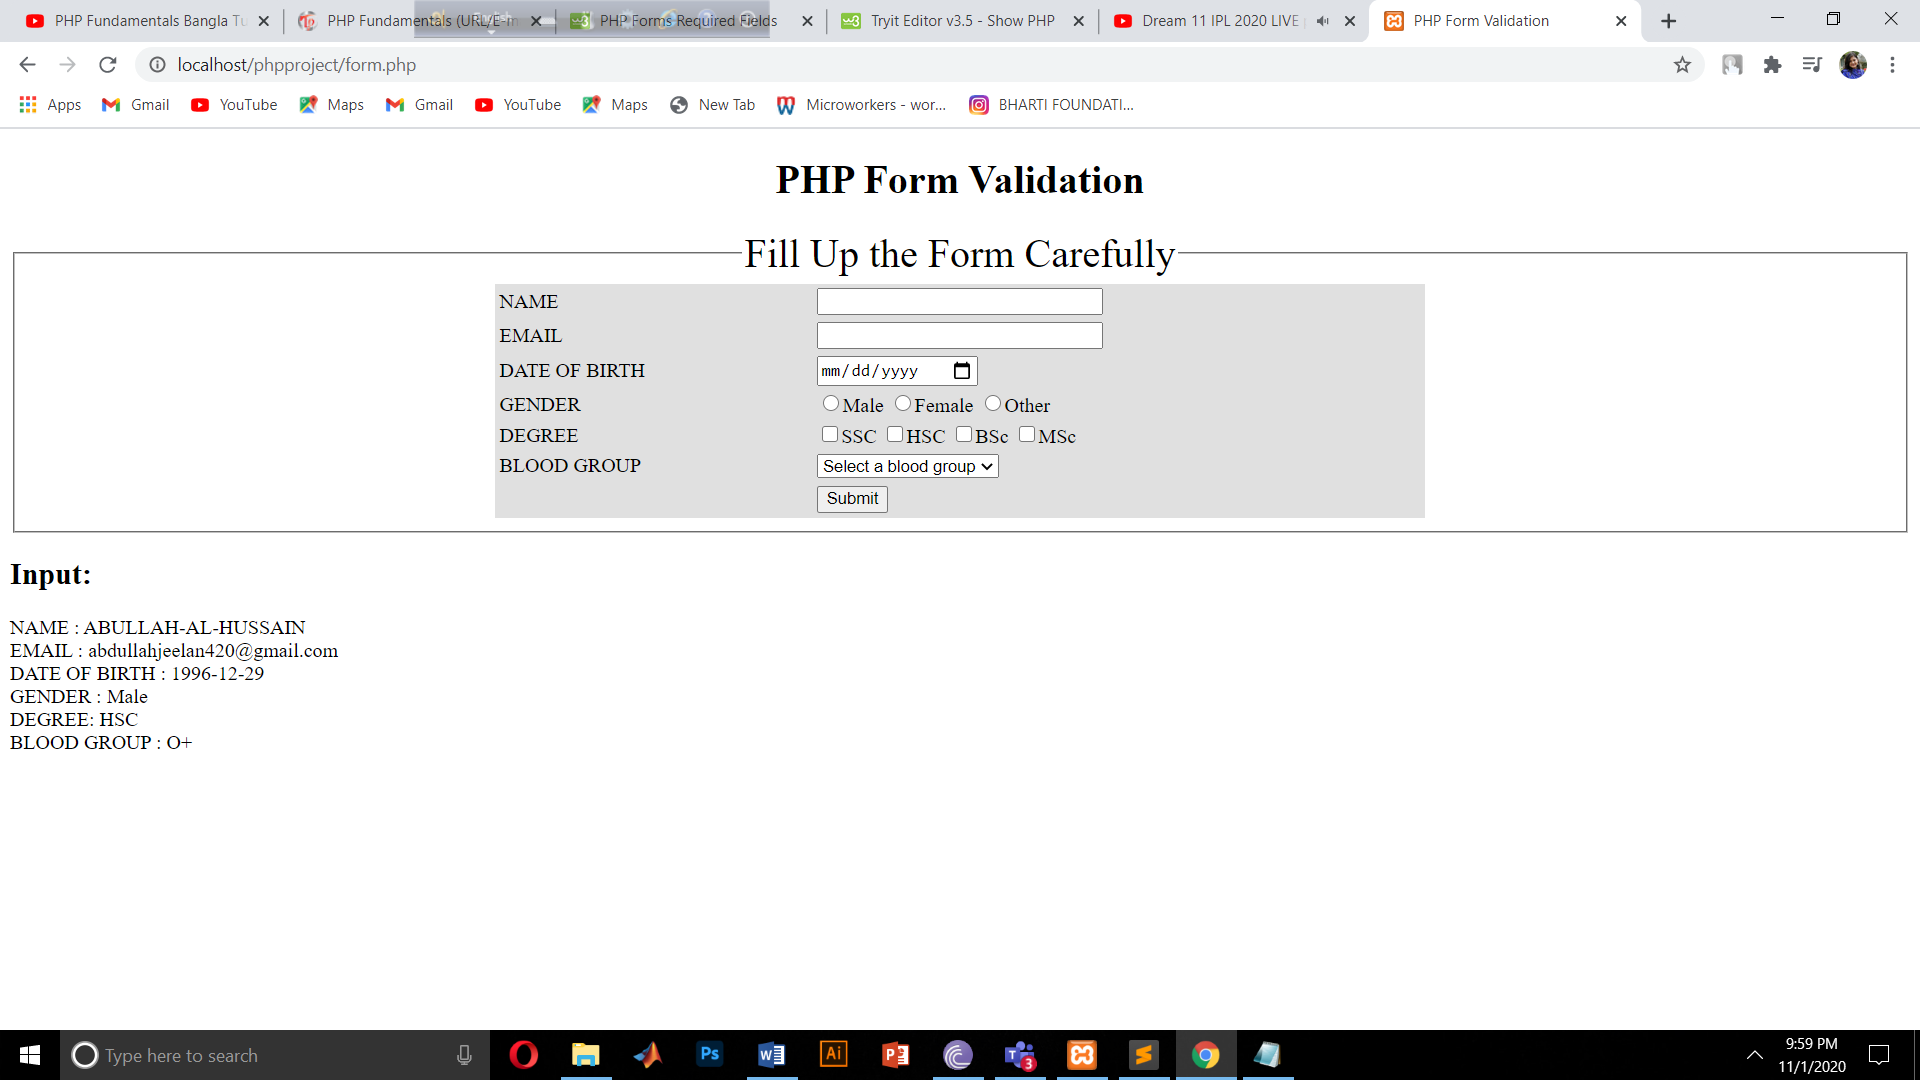 PHP Fundamentals Bangla Tu
PHP Fundamentals (URL/E-m
PHP Forms Required Fields
Tryit Editor v3.5 - Show PHP
Dream 11 IPL 2020 LIVE
PHP Form Validation
localhost/phpproject/form.php
Apps Gmail YouTube Maps Gmail YouTube Maps New Tab Microworkers - wor... BHARTI FOUNDATI...
PHP Form Validation
Fill Up the Form Carefully
NAME
EMAIL
DATE OF BIRTH mm/dd/yyyy
GENDER Male Female Other
DEGREE SSC HSC BSc MSc
BLOOD GROUP Select a blood group
Submit
Input:
NAME : ABULLAH-AL-HUSSAIN
EMAIL : abdullahjeelan420@gmail.com
DATE OF BIRTH : 1996-12-29
GENDER : Male
DEGREE: HSC
BLOOD GROUP : O+
Type here to search
9:59 PM
11/1/2020